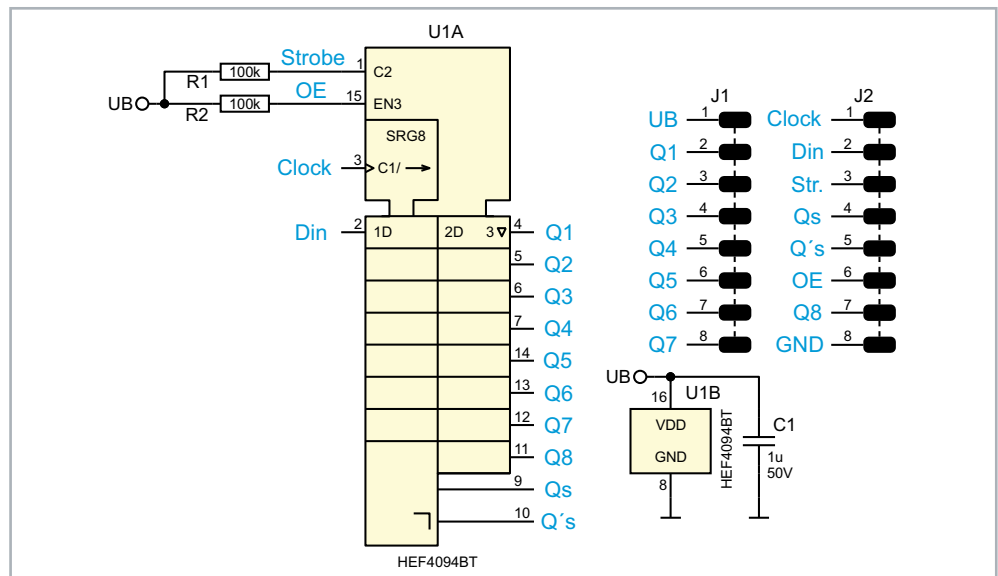 U1A
Strobe 1 C2
R1 100k
OE 15 EN3
UB R2 100k
SRG8
Clock 3 C1/
Din 2 1D 2D 3 4 Q1
5 Q2
6 Q3
7 Q4
14 Q5
13 Q6
12 Q7
11 Q8
9 Qs
10 Q´s
HEF4094BT
J1
UB 1
Q1 2
Q2 3
Q3 4
Q4 5
Q5 6
Q6 7
Q7 8
J2
Clock 1
Din 2
Str. 3
Qs 4
Q´s 5
OE 6
Q8 7
GND 8
UB
16 U1B
VDD
GND
8
HEF4094BT
C1
1u
50V